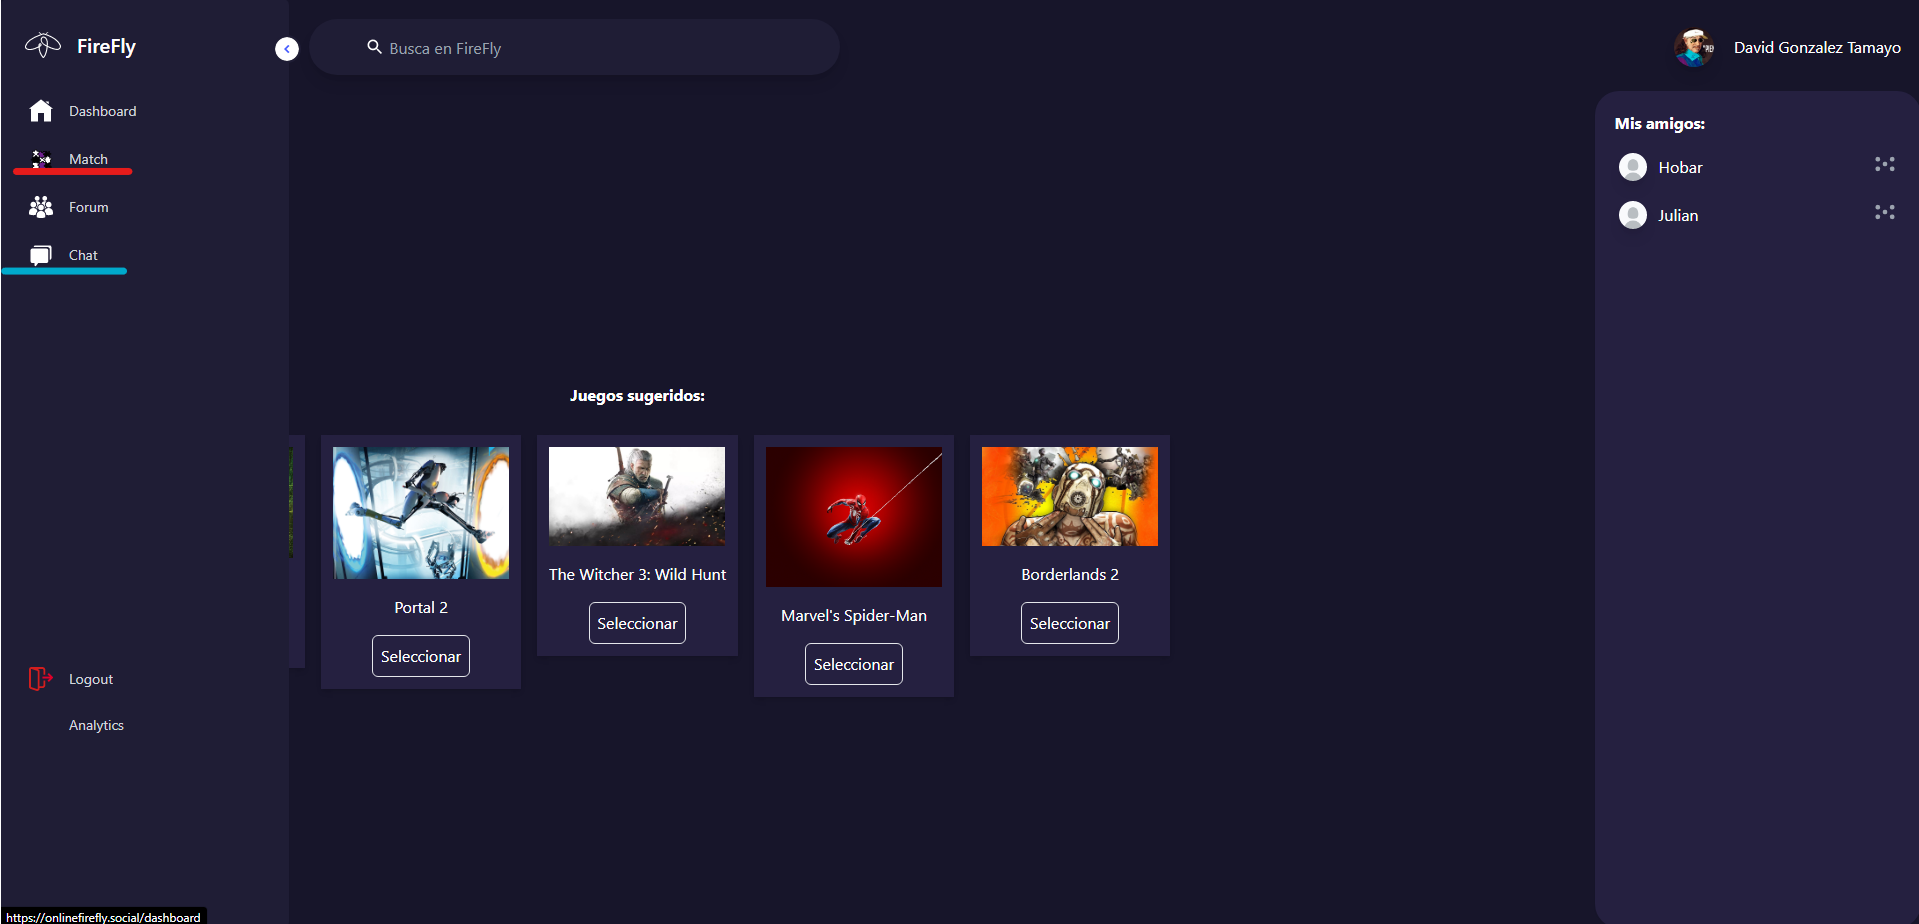 FireFly
Busca en FireFly
David Gonzalez Tamayo
Dashboard
Match
Forum
Chat
Mis amigos:
Hobar
Julian
Juegos sugeridos:
Portal 2
Seleccionar
The Witcher 3: Wild Hunt
Seleccionar
Marvel's Spider-Man
Seleccionar
Borderlands 2
Seleccionar
Logout
Analytics
https://onlinefirefly.social/dashboard